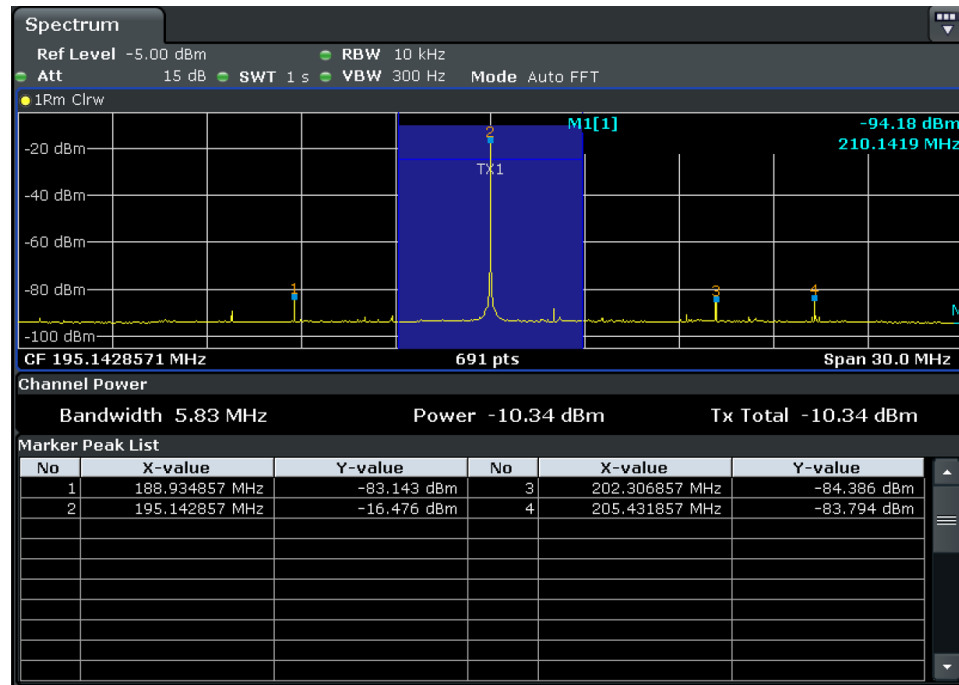 Spectrum
Ref Level -5.00 dBm RBW 10 kHz
Att 15 dB SWT 1 s VBW 300 Hz Mode Auto FFT
1Rm Clrw
M1[1] -94.18 dBm
210.1419 MHz
2
-20 dBm
TX1
-40 dBm
-60 dBm
-80 dBm
1 3 4
-100 dBm
CF 195.1428571 MHz 691 pts Span 30.0 MHz
Channel Power
Bandwidth 5.83 MHz Power -10.34 dBm Tx Total -10.34 dBm
Marker Peak List
No X-value Y-value No X-value Y-value
1 188.934857 MHz -83.143 dBm 3 202.306857 MHz -84.386 dBm
2 195.142857 MHz -16.476 dBm 4 205.431857 MHz -83.794 dBm